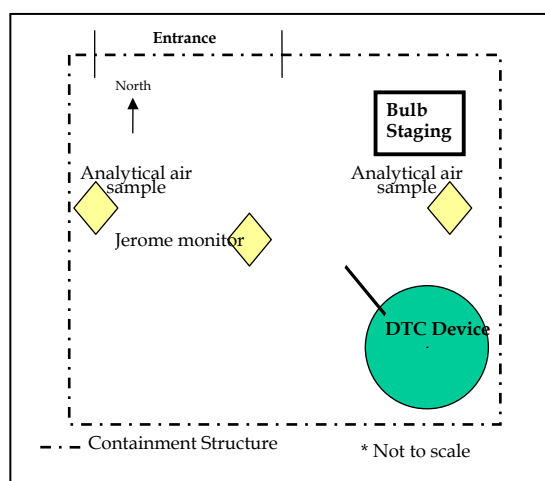 Entrance
North
Bulb
Staging
Analytical air
sample
Analytical air
sample
Jerome monitor
DTC Device
Containment Structure
* Not to scale